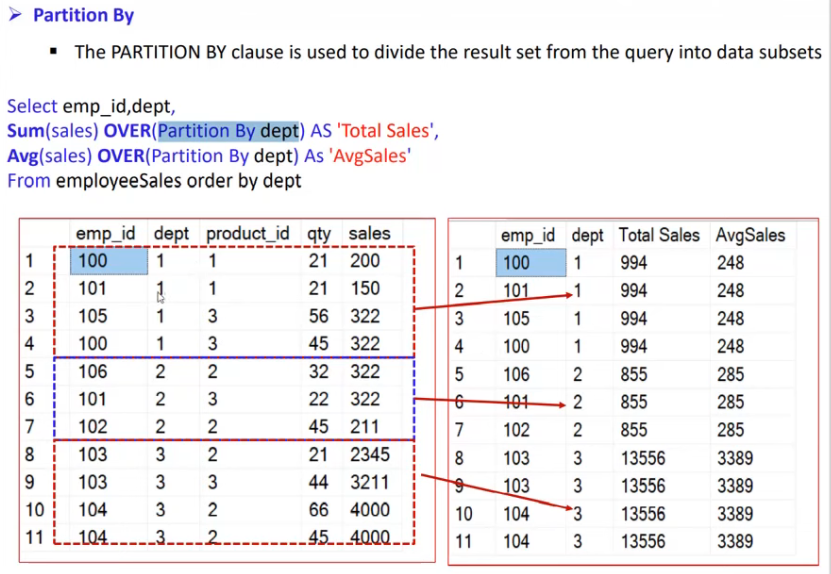 ➢ Partition By
▪ The PARTITION BY clause is used to divide the result set from the query into data subsets
Select emp_id,dept,
Sum(sales) OVER(Partition By dept) AS 'Total Sales',
Avg(sales) OVER(Partition By dept) As 'AvgSales'
From employeeSales order by dept
emp_id dept product_id qty sales
1 100 1 1 21 200
2 101 1 1 21 150
3 105 1 3 56 322
4 100 1 3 45 322
5 106 2 2 32 322
6 101 2 3 22 322
7 102 2 2 45 211
8 103 3 2 21 2345
9 103 3 3 44 3211
10 104 3 2 66 4000
11 104 3 2 45 4000
emp_id dept Total Sales AvgSales
1 100 1 994 248
2 101 1 994 248
3 105 1 994 248
4 100 1 994 248
5 106 2 855 285
6 101 2 855 285
7 102 2 855 285
8 103 3 13556 3389
9 103 3 13556 3389
10 104 3 13556 3389
11 104 3 13556 3389